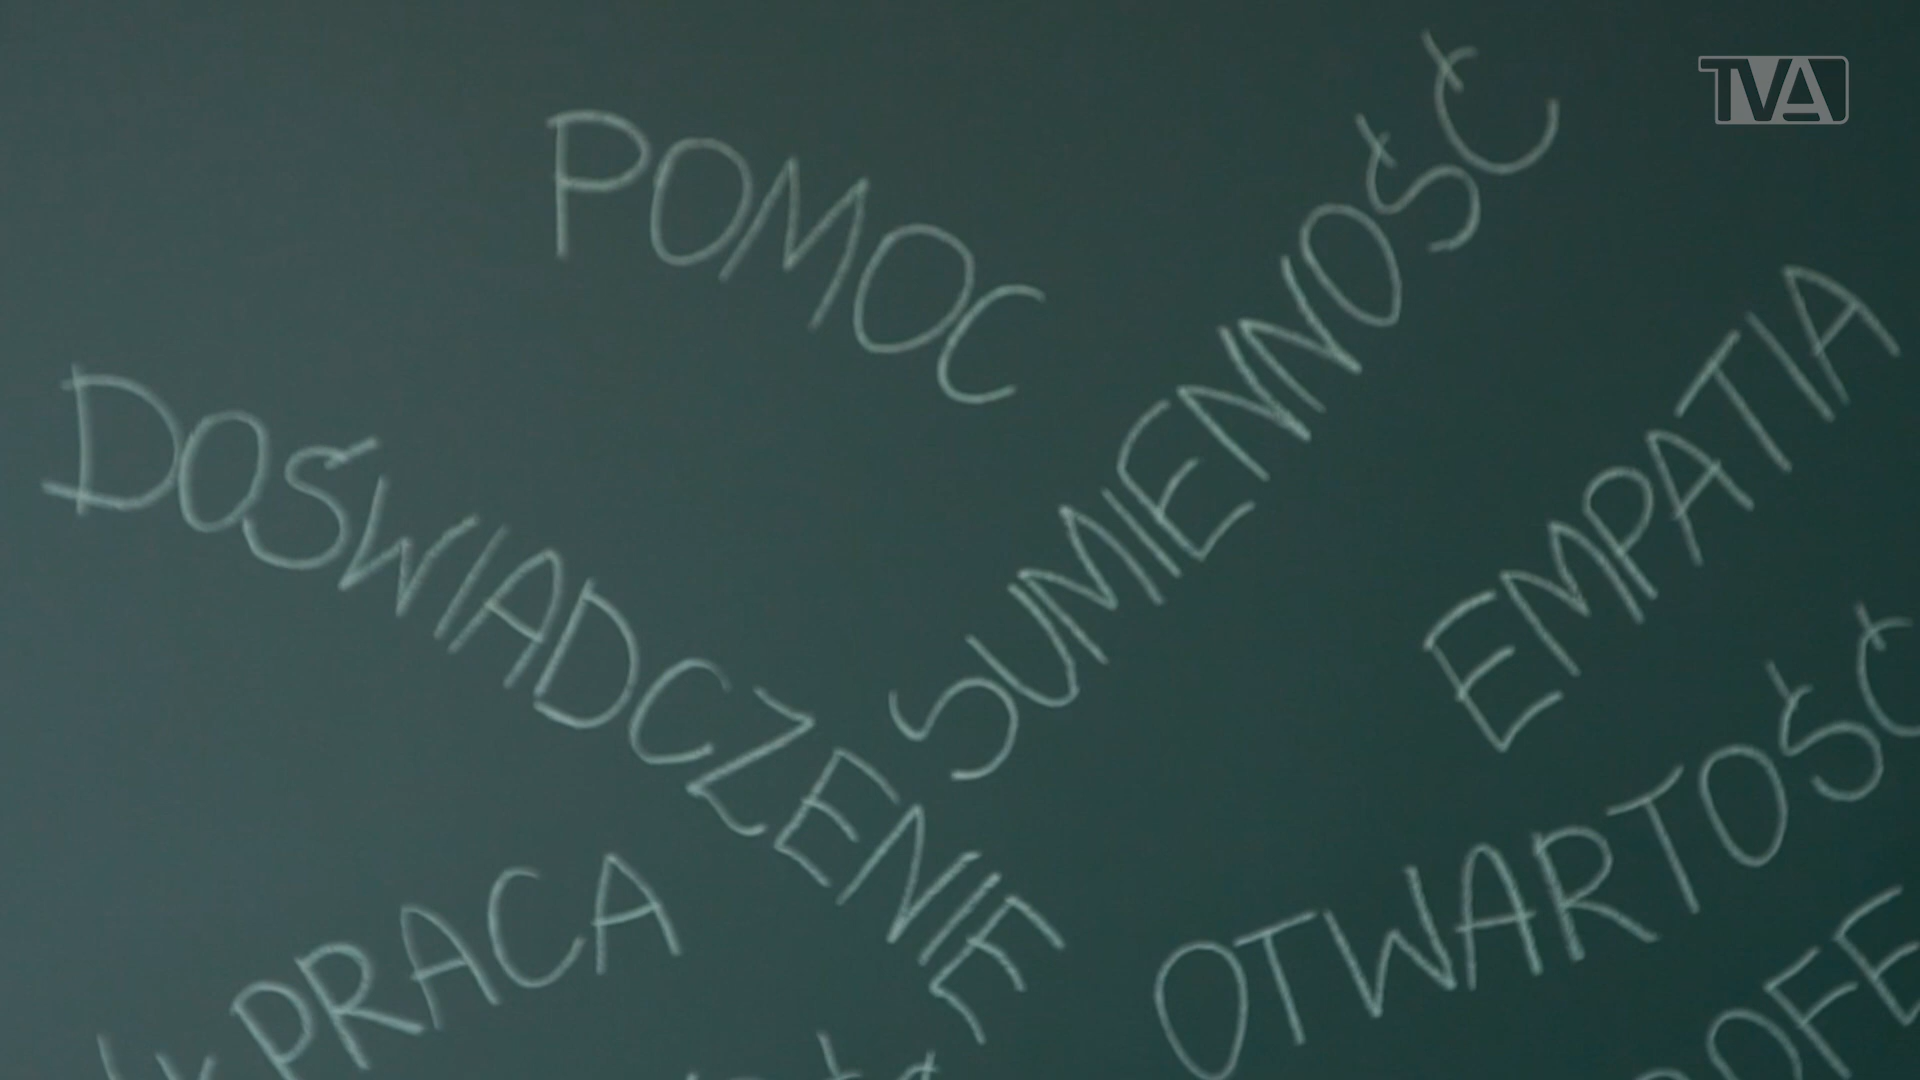 TVA
POMOC
SUMIENNOŚĆ
EMPATIA
DOŚWIADCZENIE
OTWARTOŚĆ
PRACA